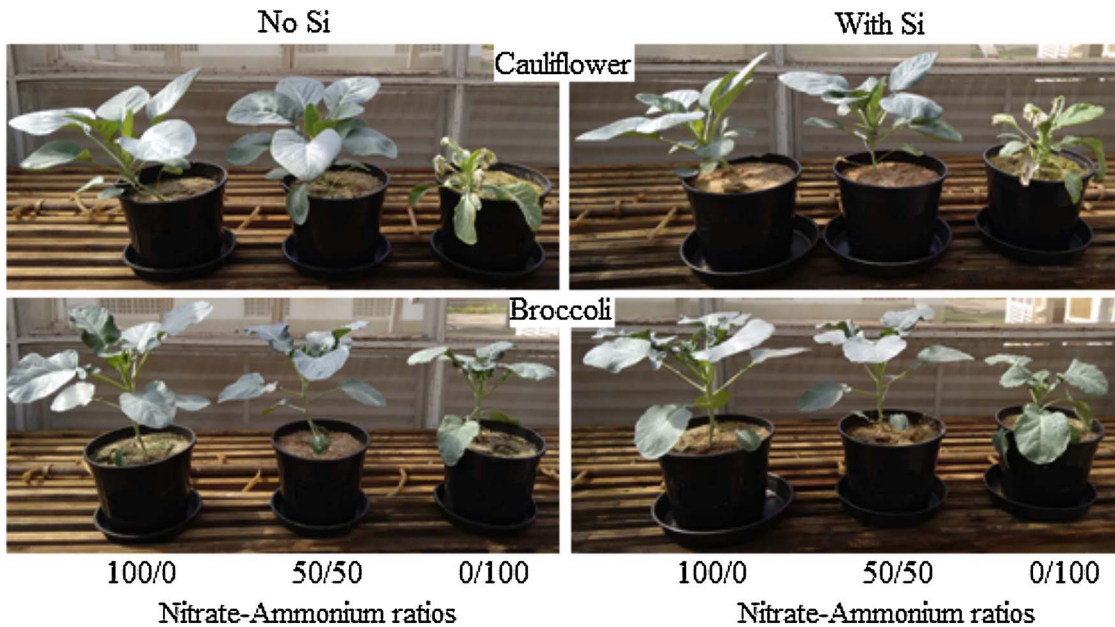 No Si
With Si
Cauliflower
Broccoli
100/0 50/50 0/100
100/0 50/50 0/100
Nitrate-Ammonium ratios
Nitrate-Ammonium ratios